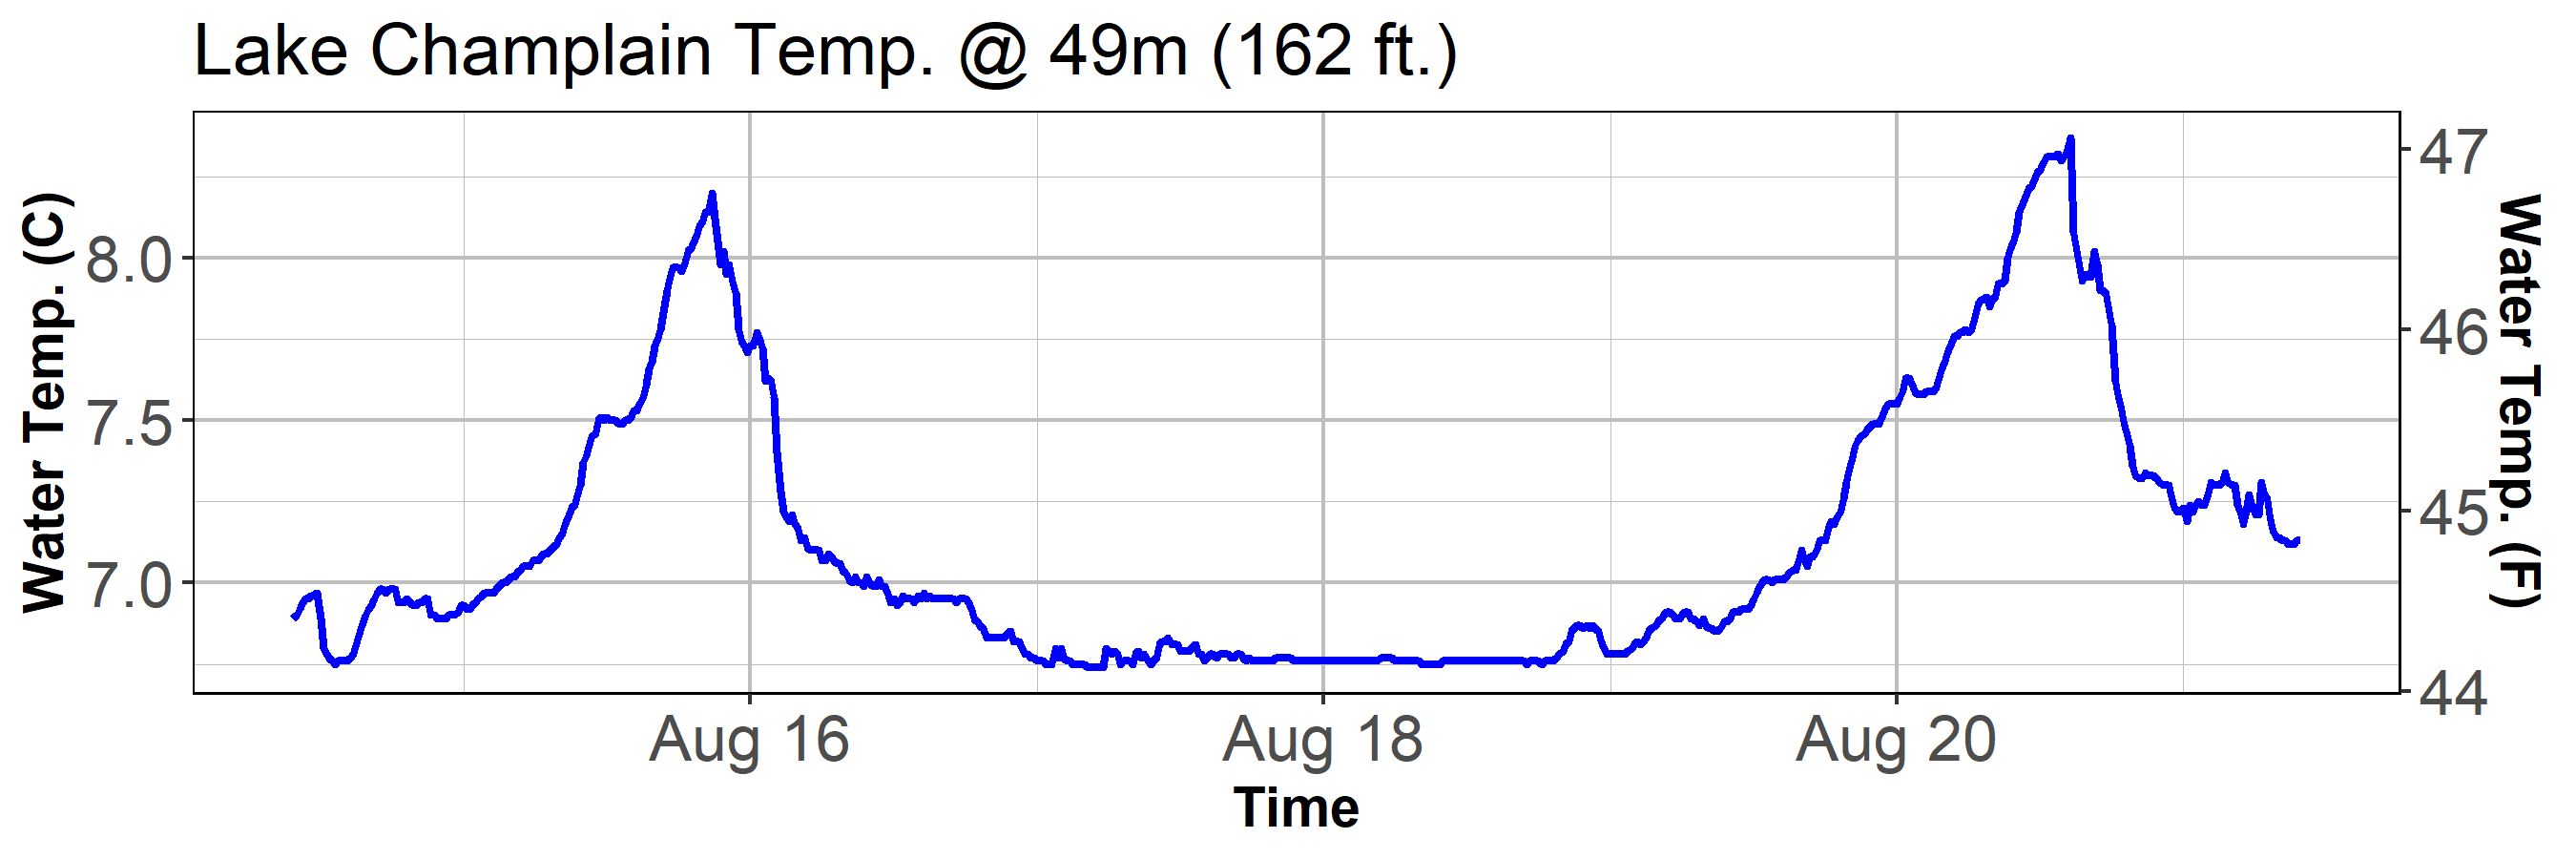 Lake Champlain Temp. @ 49m (162 ft.)
Water Temp. (C)
8.0
7.5
7.0
47
46
45
44
Water Temp. (F)
Aug 16
Aug 18
Aug 20
Time